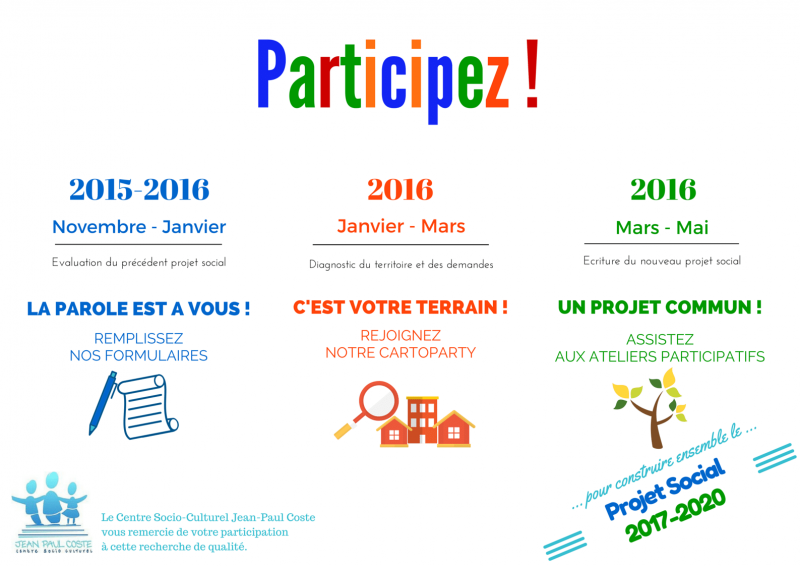 Participez !
2015-2016
Novembre - Janvier
Evaluation du précédent projet social
LA PAROLE EST A VOUS !
REMPLISSEZ
NOS FORMULAIRES
2016
Janvier - Mars
Diagnostic du territoire et des demandes
C'EST VOTRE TERRAIN !
REJOIGNEZ
NOTRE CARTOPARTY
2016
Mars - Mai
Ecriture du nouveau projet social
UN PROJET COMMUN !
ASSISTEZ
AUX ATELIERS PARTICIPATIFS
... pour construire ensemble le ...
Projet Social
2017-2020
JEAN PAUL COSTE
centre socio culturel
Le Centre Socio-Culturel Jean-Paul Coste
vous remercie de votre participation
à cette recherche de qualité.